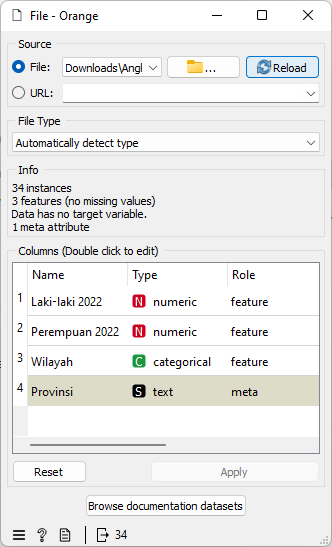 File - Orange
Source
File: Downloads\Angl ... Reload
URL:
File Type
Automatically detect type
Info
34 instances
3 features (no missing values)
Data has no target variable.
1 meta attribute
Columns (Double click to edit)
Name Type Role
1 Laki-laki 2022 N numeric feature
2 Perempuan 2022 N numeric feature
3 Wilayah C categorical feature
4 Provinsi S text meta
Reset Apply
Browse documentation datasets
? 34